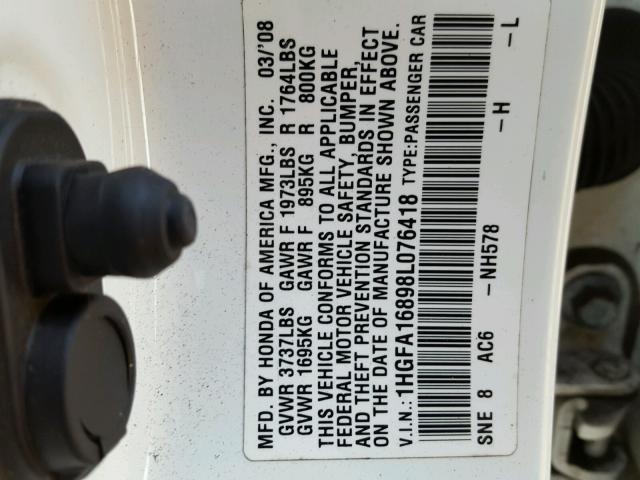 MFD. BY HONDA OF AMERICA MFG., INC. 03/'08
GVWR 3737LBS GAWR F 1973LBS R 1764LBS
GVWR 1695KG GAWR F 895KG R 800KG
THIS VEHICLE CONFORMS TO ALL APPLICABLE
FEDERAL MOTOR VEHICLE SAFETY, BUMPER,
AND THEFT PREVENTION STANDARDS IN EFFECT
ON THE DATE OF MANUFACTURE SHOWN ABOVE.
V.I.N.: 1HGFA16898L076418 TYPE:PASSENGER CAR
SNE 8 AC6 -NH578 -H -L